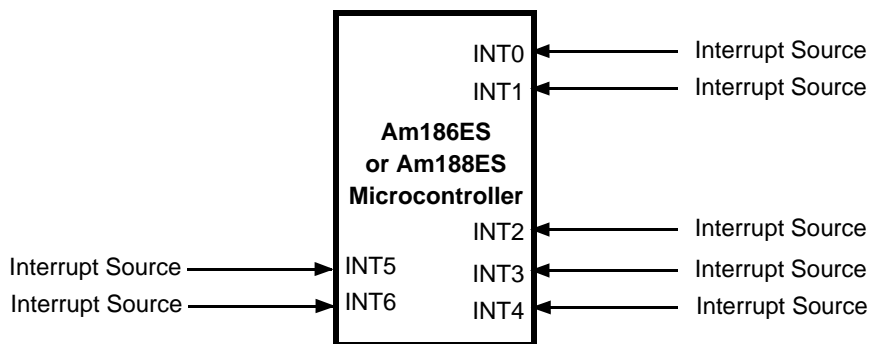 INT0 Interrupt Source
INT1 Interrupt Source
Am186ES
or Am188ES
Microcontroller
INT2 Interrupt Source
Interrupt Source INT5 INT3 Interrupt Source
Interrupt Source INT6 INT4 Interrupt Source